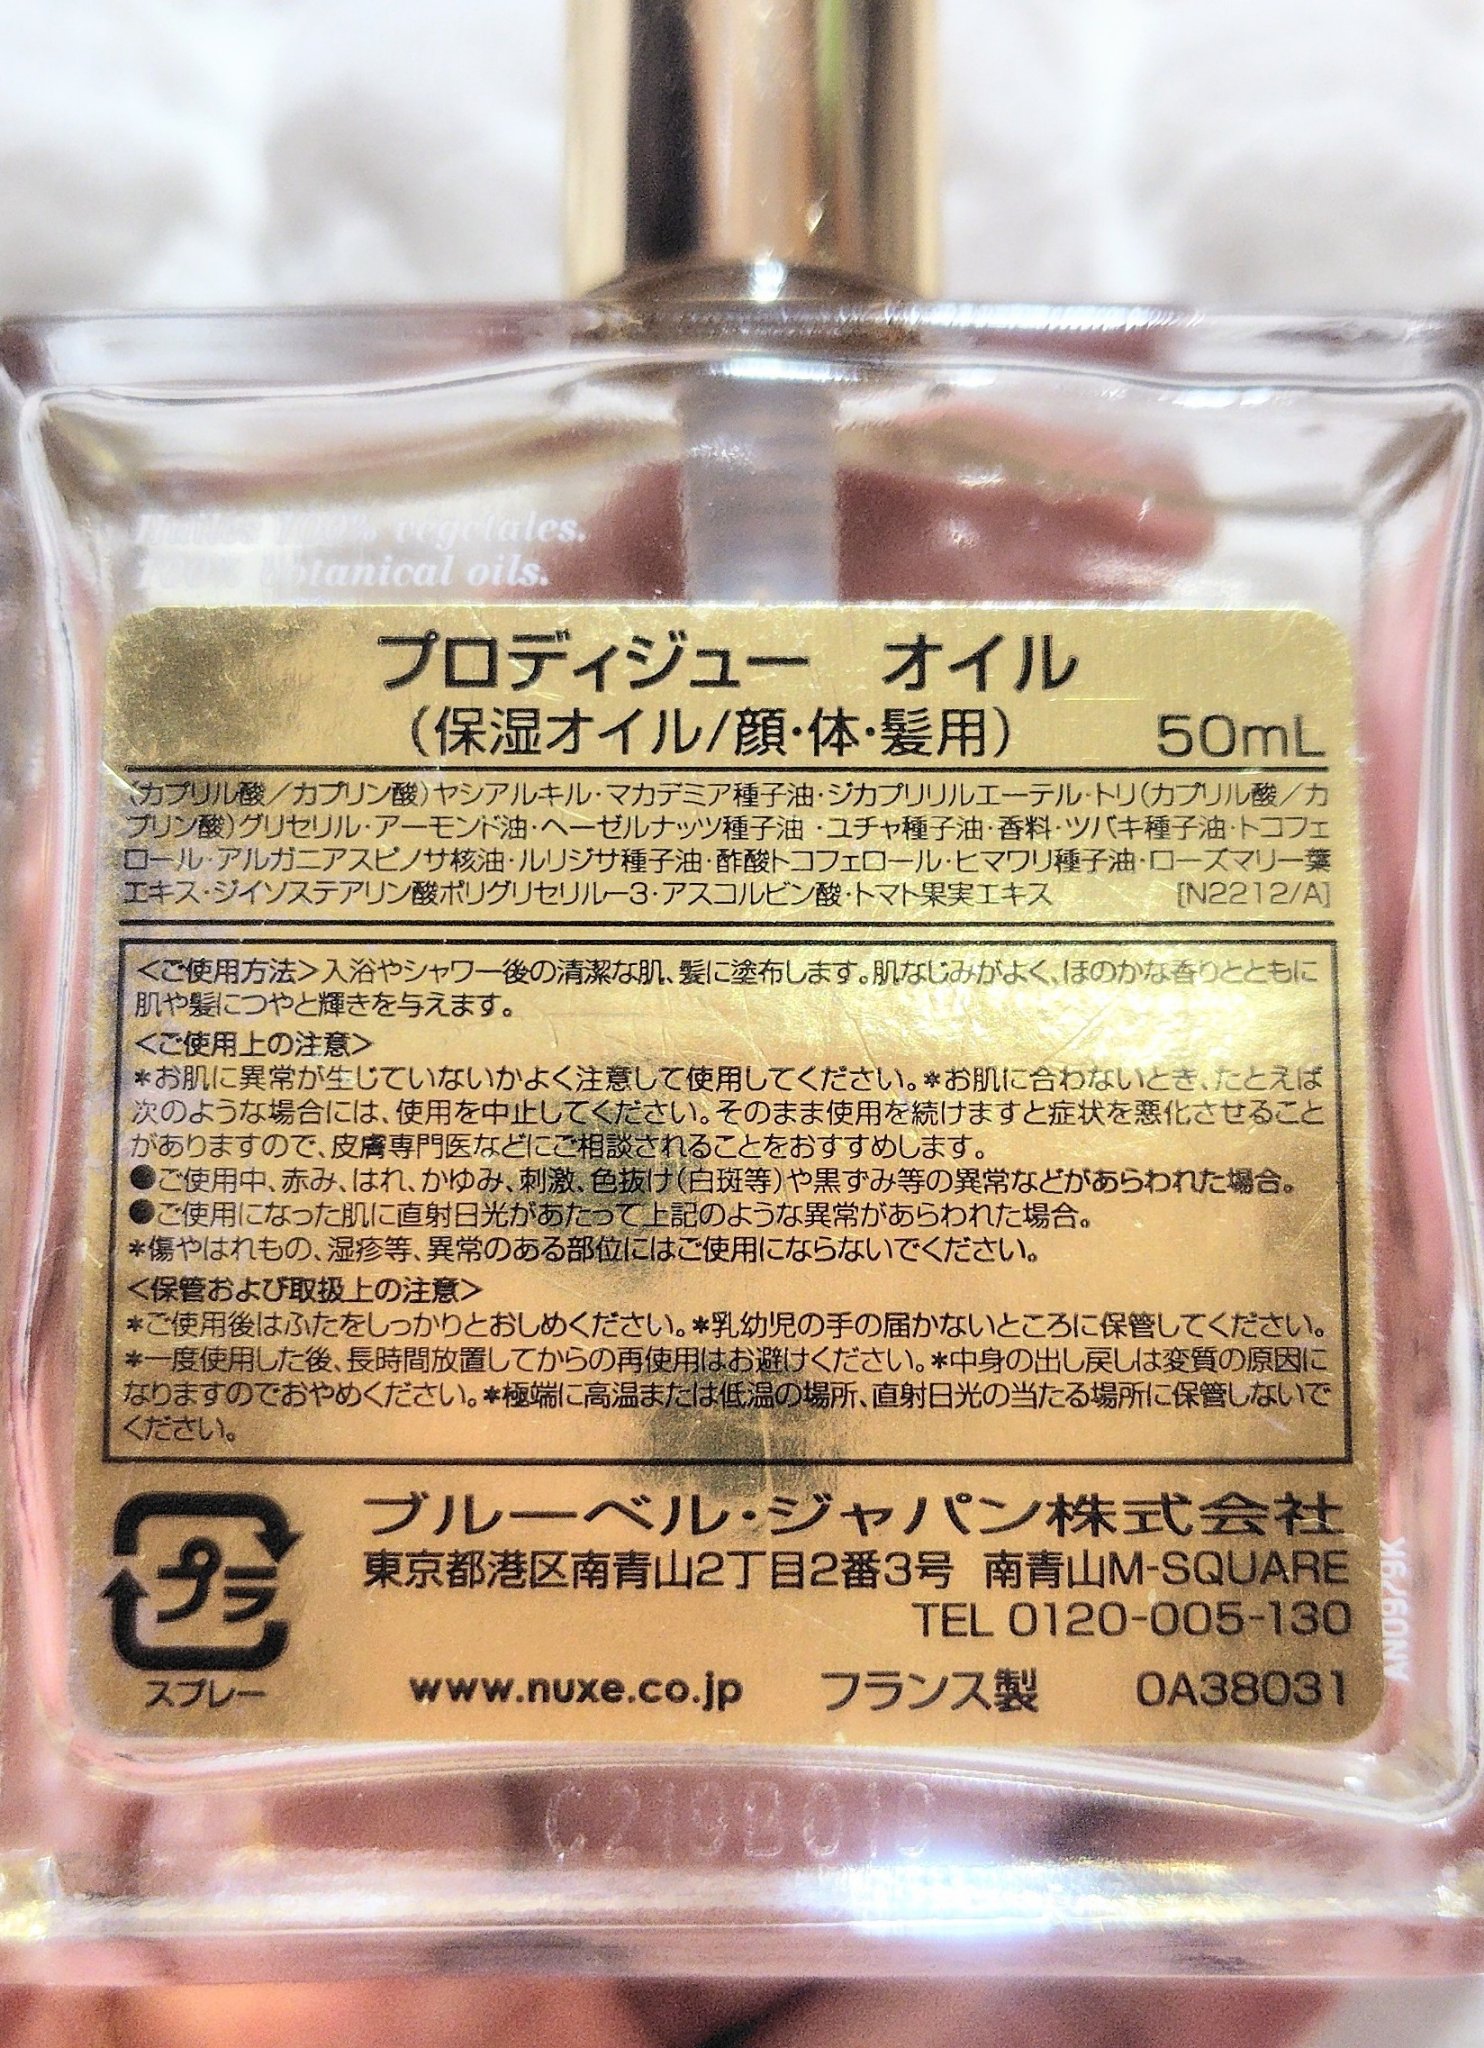 Huiles 100% végétales.
100% botanical oils.
プロディジュー オイル
（保湿オイル/顔・体・髪用） 50mL
（カプリル酸／カプリン酸）ヤシアルキル・マカデミア種子油・ジカプリリルエーテル・トリ（カプリル酸／カ
プリン酸）グリセリル・アーモンド油・ヘーゼルナッツ種子油・ユチャ種子油・香料・ツバキ種子油・トコフェ
ロール・アルガニアスピノサ核油・ルリジサ種子油・酢酸トコフェロール・ヒマワリ種子油・ローズマリー葉
エキス・ジイソステアリン酸ポリグリセリル－3・アスコルビン酸・トマト果実エキス [N2212/A]
＜ご使用方法＞入浴やシャワー後の清潔な肌、髪に塗布します。肌なじみがよく、ほのかな香りとともに
肌や髪につやと輝きを与えます。
＜ご使用上の注意＞
＊お肌に異常が生じていないかよく注意して使用してください。＊お肌に合わないとき、たとえば
次のような場合には、使用を中止してください。そのまま使用を続けますと症状を悪化させること
がありますので、皮膚専門医などにご相談されることをおすすめします。
●ご使用中、赤み、はれ、かゆみ、刺激、色抜け（白斑等）や黒ずみ等の異常などがあらわれた場合。
●ご使用になった肌に直射日光があたって上記のような異常があらわれた場合。
＊傷やはれもの、湿疹等、異常のある部位にはご使用にならないでください。
＜保管および取扱上の注意＞
＊ご使用後はふたをしっかりとおしめください。＊乳幼児の手の届かないところに保管してください。
＊一度使用した後、長時間放置してからの再使用はお避けください。＊中身の出し戻しは変質の原因に
なりますのでおやめください。＊極端に高温または低温の場所、直射日光の当たる場所に保管しないで
ください。
プラ
スプレー
ブルーベル・ジャパン株式会社
東京都港区南青山2丁目2番3号 南青山M-SQUARE
TEL 0120-005-130
www.nuxe.co.jp フランス製 0A38031
AN0979K
C219B019